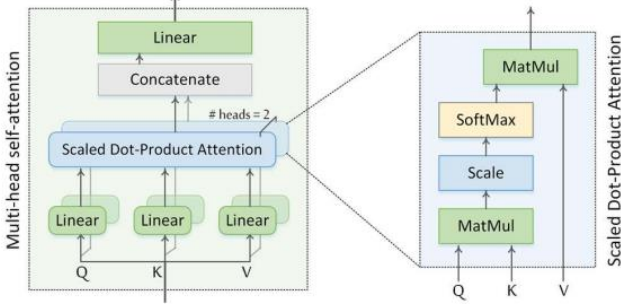 Multi-head self-attention
Linear
Concatenate
# heads = 2
Scaled Dot-Product Attention
Linear
Linear
Linear
Q
K
V
MatMul
SoftMax
Scale
MatMul
Q
K
V
Scaled Dot-Product Attention